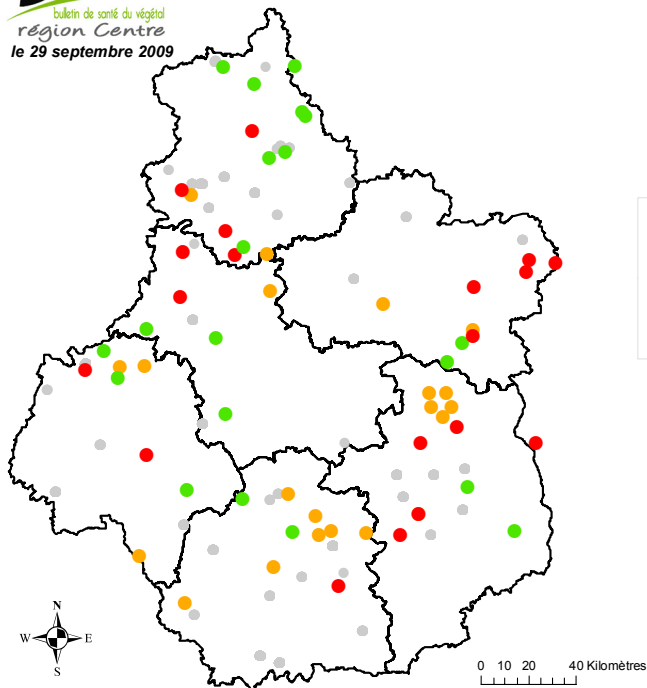 bulletin de santé du végétal
région Centre
le 29 septembre 2009
N
W E
S
0 10 20 40 Kilomètres